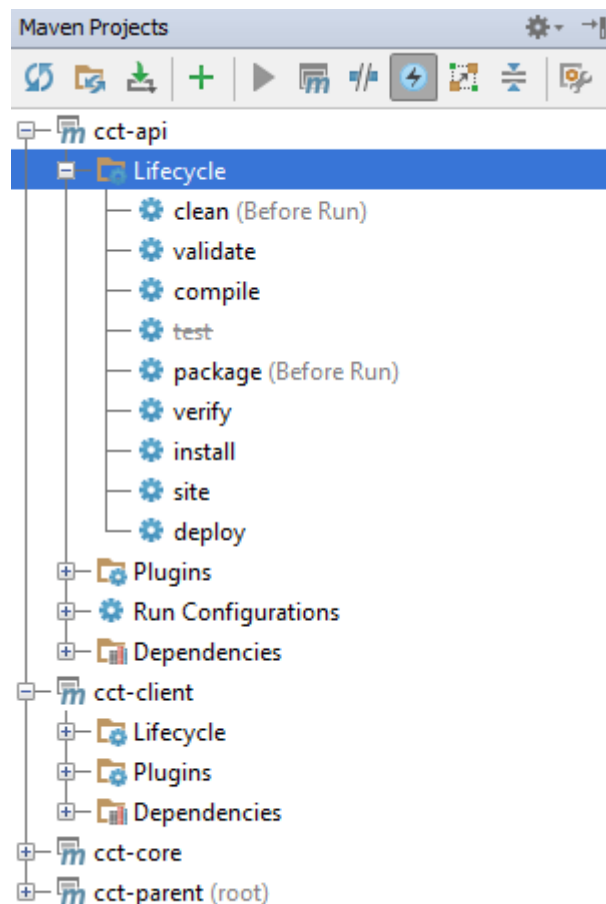 Maven Projects
cct-api
Lifecycle
clean (Before Run)
validate
compile
test
package (Before Run)
verify
install
site
deploy
Plugins
Run Configurations
Dependencies
cct-client
Lifecycle
Plugins
Dependencies
cct-core
cct-parent (root)